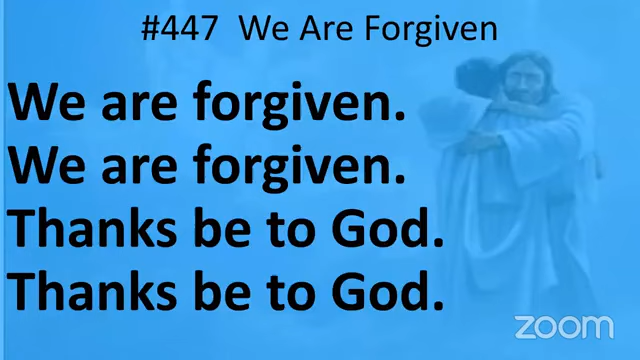 #447 We Are Forgiven
We are forgiven.
We are forgiven.
Thanks be to God.
Thanks be to God.
zoom